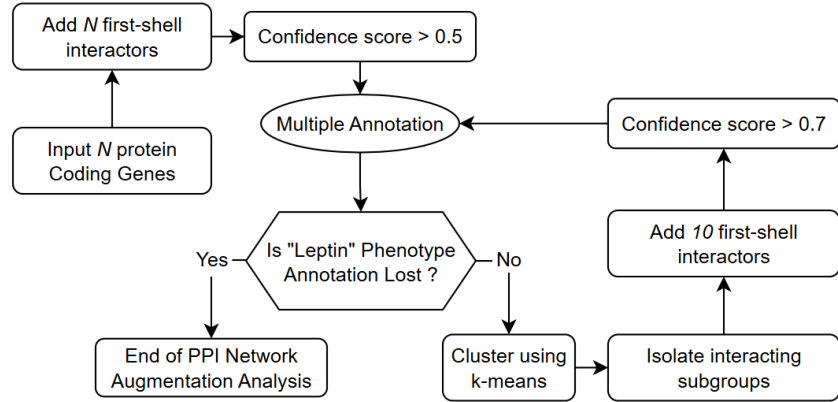 Add N first-shell
interactors
Confidence score > 0.5
Input N protein
Coding Genes
Multiple Annotation
Confidence score > 0.7
Is "Leptin" Phenotype
Annotation Lost ?
Yes
No
Add 10 first-shell
interactors
End of PPI Network
Augmentation Analysis
Cluster using
k-means
Isolate interacting
subgroups